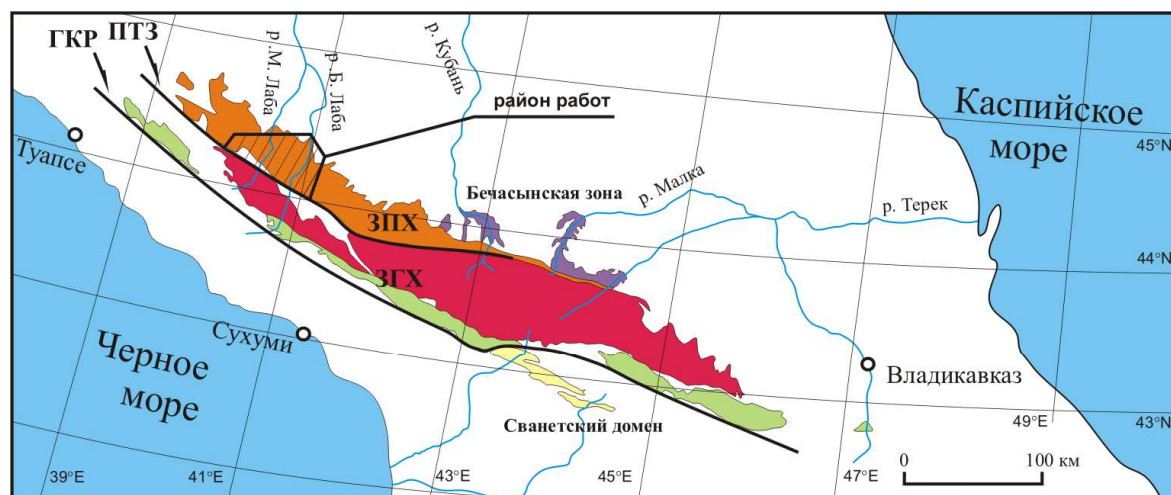 ГКР
ПТЗ
р .М. Лаба
р .Б. Лаба
р. Кубань
район работ
Каспийское
море
45°N
Туапсе
Бечасынская зона
р. Малка
р. Терек
ЗПХ
44°N
ЗГХ
Сухуми
Черное
море
Владикавказ
Сванетский домен
49°E
43°N
39°E
41°E
43°E
45°E
47°E
0
100 км